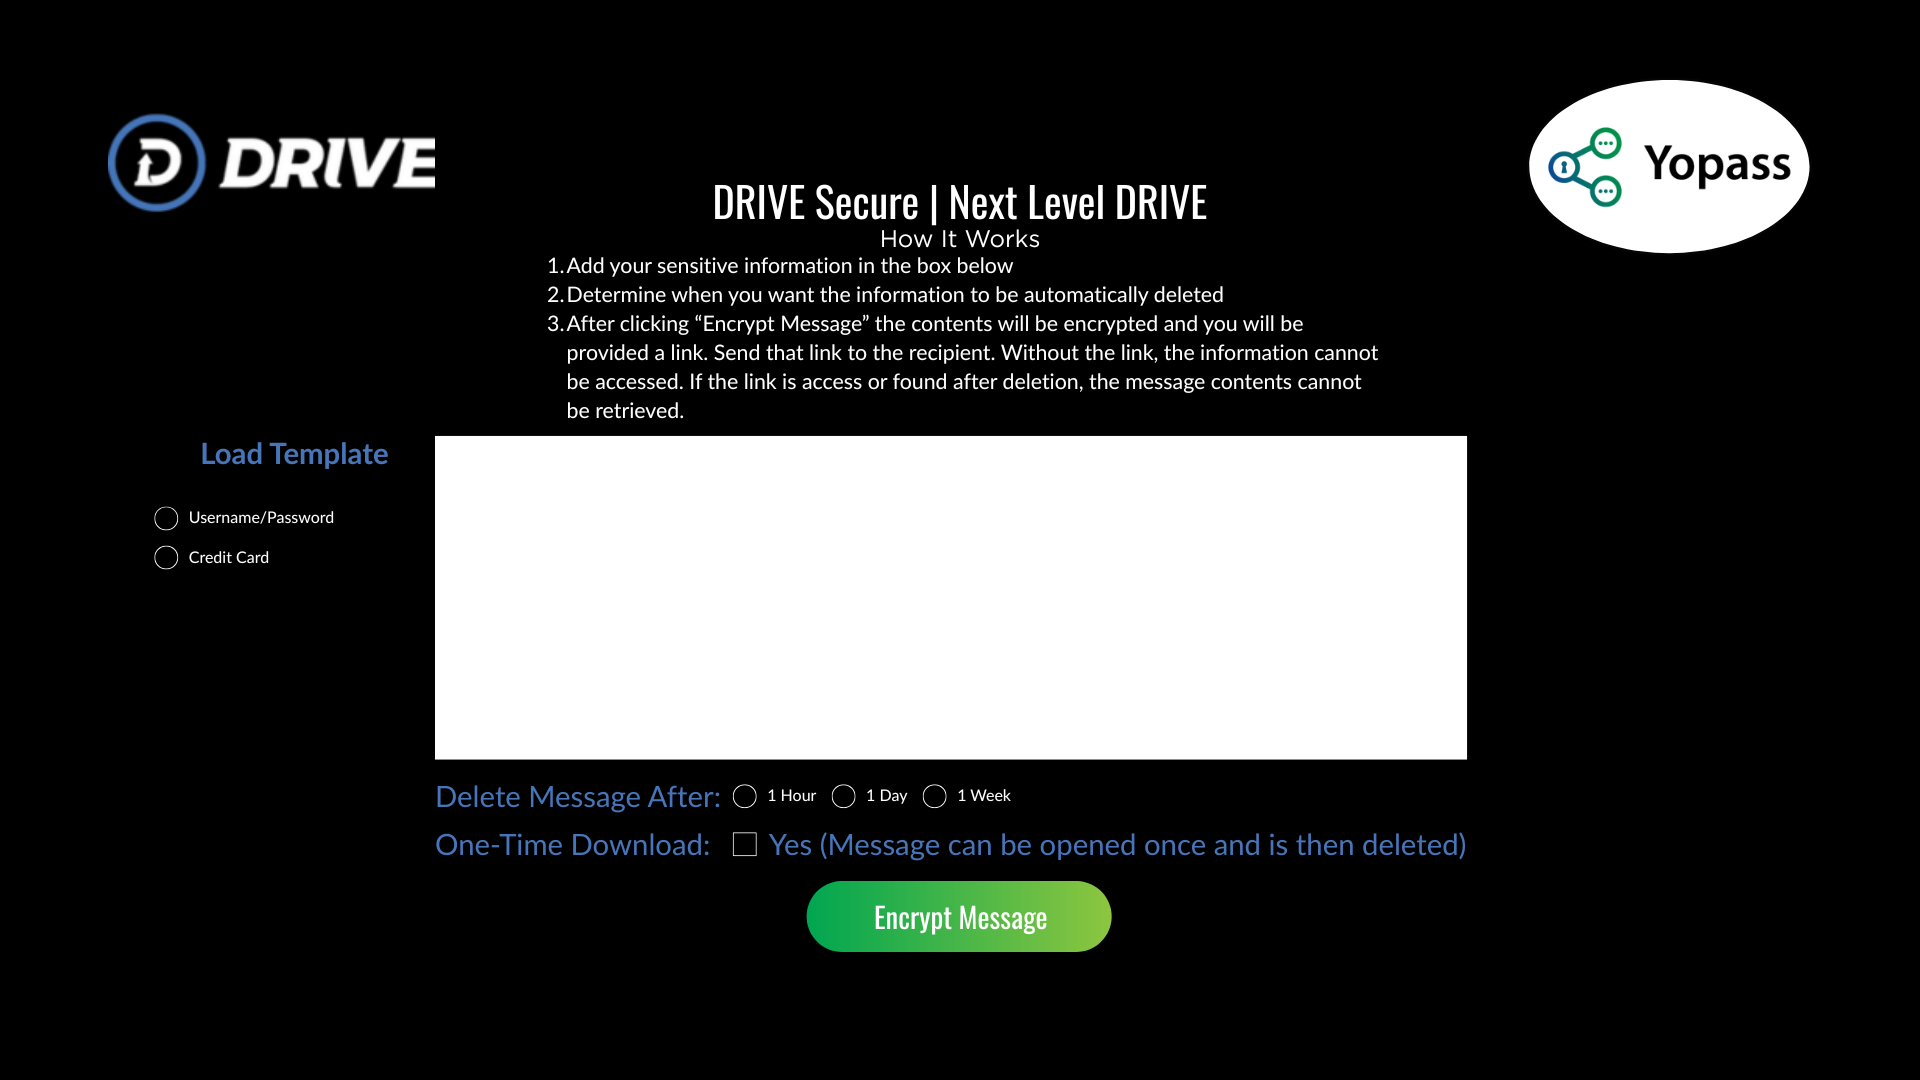 DRIVE
Yopass
DRIVE Secure | Next Level DRIVE
How It Works
1. Add your sensitive information in the box below
2. Determine when you want the information to be automatically deleted
3. After clicking “Encrypt Message” the contents will be encrypted and you will be
provided a link. Send that link to the recipient. Without the link, the information cannot
be accessed. If the link is access or found after deletion, the message contents cannot
be retrieved.
Load Template
Username/Password
Credit Card
Delete Message After: 1 Hour 1 Day 1 Week
One-Time Download: Yes (Message can be opened once and is then deleted)
Encrypt Message